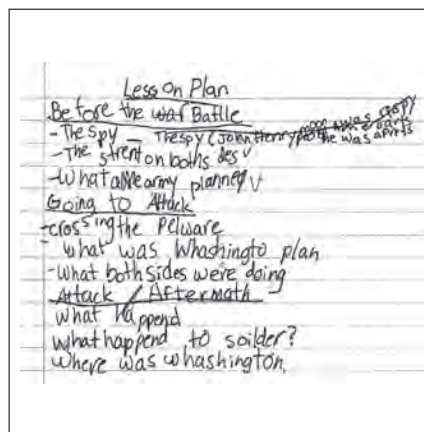 Lesson Plan
Before the war Battle
- The spy - The spy (John Henry he was a spy
- The strent on both sdes √
- What army planned √
Going to Attack
- crossing the Pelware
- what was Whashingto plan
- what both sides were doing
Attack / Aftermath
what happend
what happend to soilder?
where was whashington.